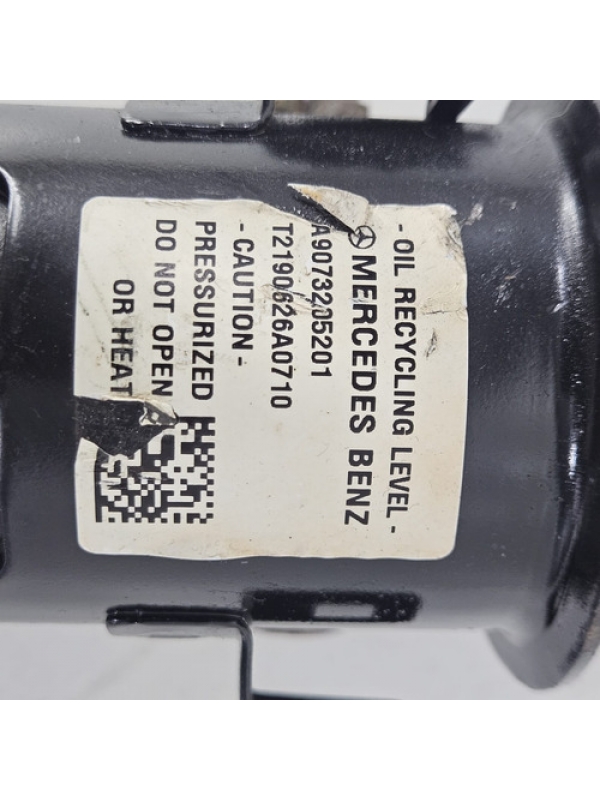 - OIL RECYCLING LEVEL -
MERCEDES BENZ
A9073205201
T2190626A0710
- CAUTION -
PRESSURIZED
DO NOT OPEN
OR HEAT